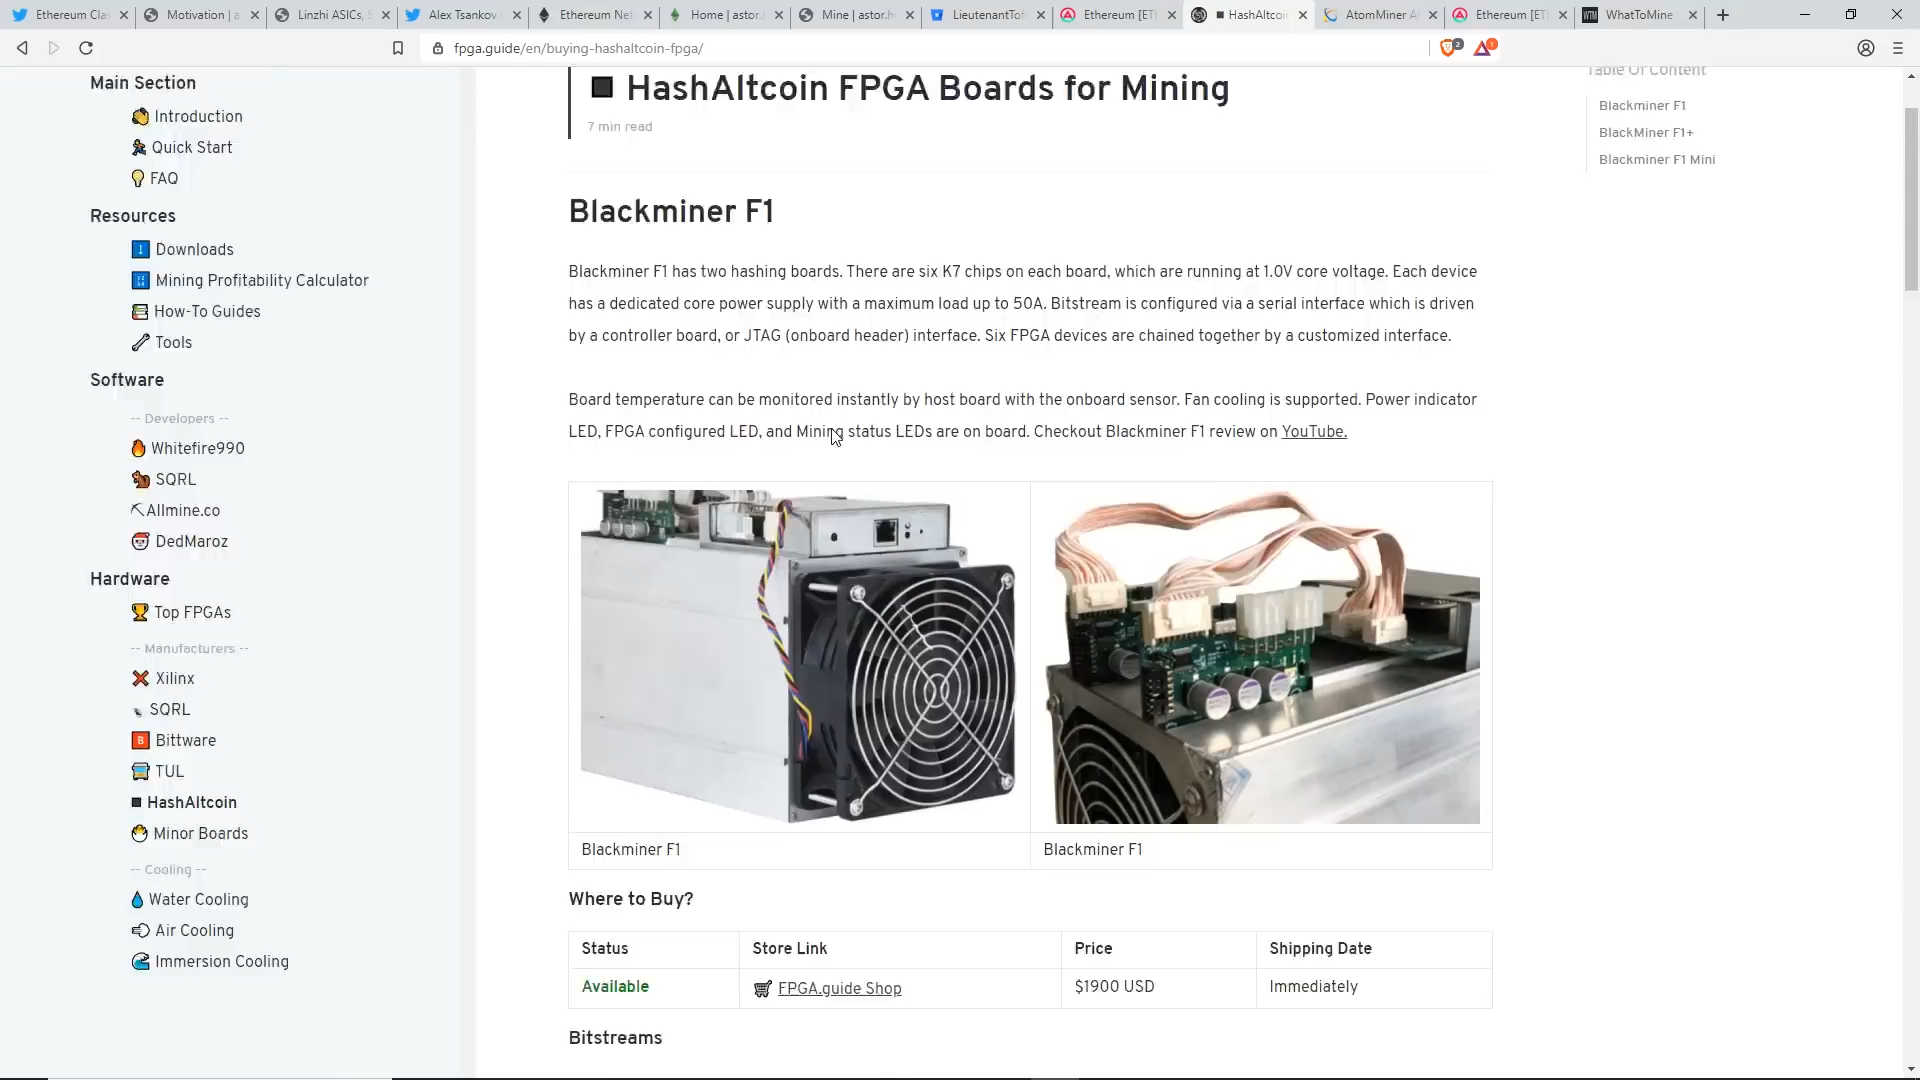 Ethereum Clas
Motivation | a
Linzhi ASICs, S
Alex Tsankov
Ethereum Net
Home | astor.
Mine | astor.ho
LieutenantTof
Ethereum [ET
HashAltcoin
AtomMiner A
Ethereum [ET
WhatToMine
fpga.guide/en/buying-hashaltcoin-fpga/
2
1
Main Section
Introduction
Quick Start
FAQ
Resources
Downloads
Mining Profitability Calculator
How-To Guides
Tools
Software
-- Developers --
Whitefire990
SQRL
Allmine.co
DedMaroz
Hardware
Top FPGAs
-- Manufacturers --
Xilinx
SQRL
Bittware
TUL
HashAltcoin
Minor Boards
-- Cooling --
Water Cooling
Air Cooling
Immersion Cooling
HashAltcoin FPGA Boards for Mining
7 min read
Blackminer F1
Blackminer F1 has two hashing boards. There are six K7 chips on each board, which are running at 1.0V core voltage. Each device
has a dedicated core power supply with a maximum load up to 50A. Bitstream is configured via a serial interface which is driven
by a controller board, or JTAG (onboard header) interface. Six FPGA devices are chained together by a customized interface.
Board temperature can be monitored instantly by host board with the onboard sensor. Fan cooling is supported. Power indicator
LED, FPGA configured LED, and Mining status LEDs are on board. Checkout Blackminer F1 review on YouTube.
Blackminer F1
Blackminer F1
Where to Buy?
Status Store Link Price Shipping Date
Available FPGA.guide Shop $1900 USD Immediately
Bitstreams
Table Of Content
Blackminer F1
BlackMiner F1+
Blackminer F1 Mini